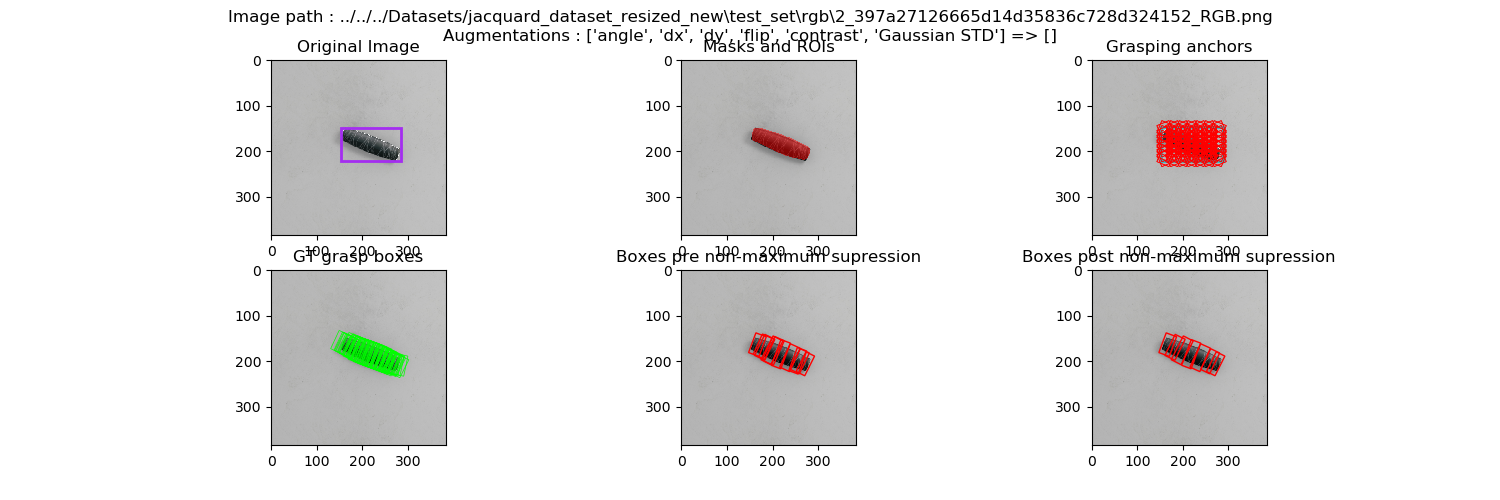 Image path : ../../../Datasets/jacquard_dataset_resized_new\test_set\rgb\2_397a27126665d14d35836c728d324152_RGB.png
Augmentations : ['angle', 'dx', 'dy', 'flip', 'contrast', 'Gaussian STD'] => []
Original Image
Masks and ROIs
Grasping anchors
0
100
200
300
0 100 200 300
0
100
200
300
0 100 200 300
0
100
200
300
0 100 200 300
GT grasp boxes
Boxes pre non-maximum supression
Boxes post non-maximum supression
0
100
200
300
0 100 200 300
0
100
200
300
0 100 200 300
0
100
200
300
0 100 200 300